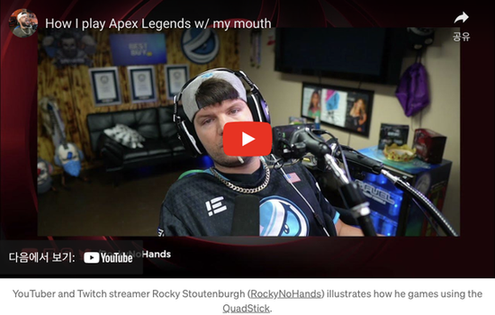 How I play Apex Legends w/ my mouth
공유
다음에서 보기: YouTube
NoHands
YouTuber and Twitch streamer Rocky Stoutenburgh (RockyNoHands) illustrates how he games using the
QuadStick.